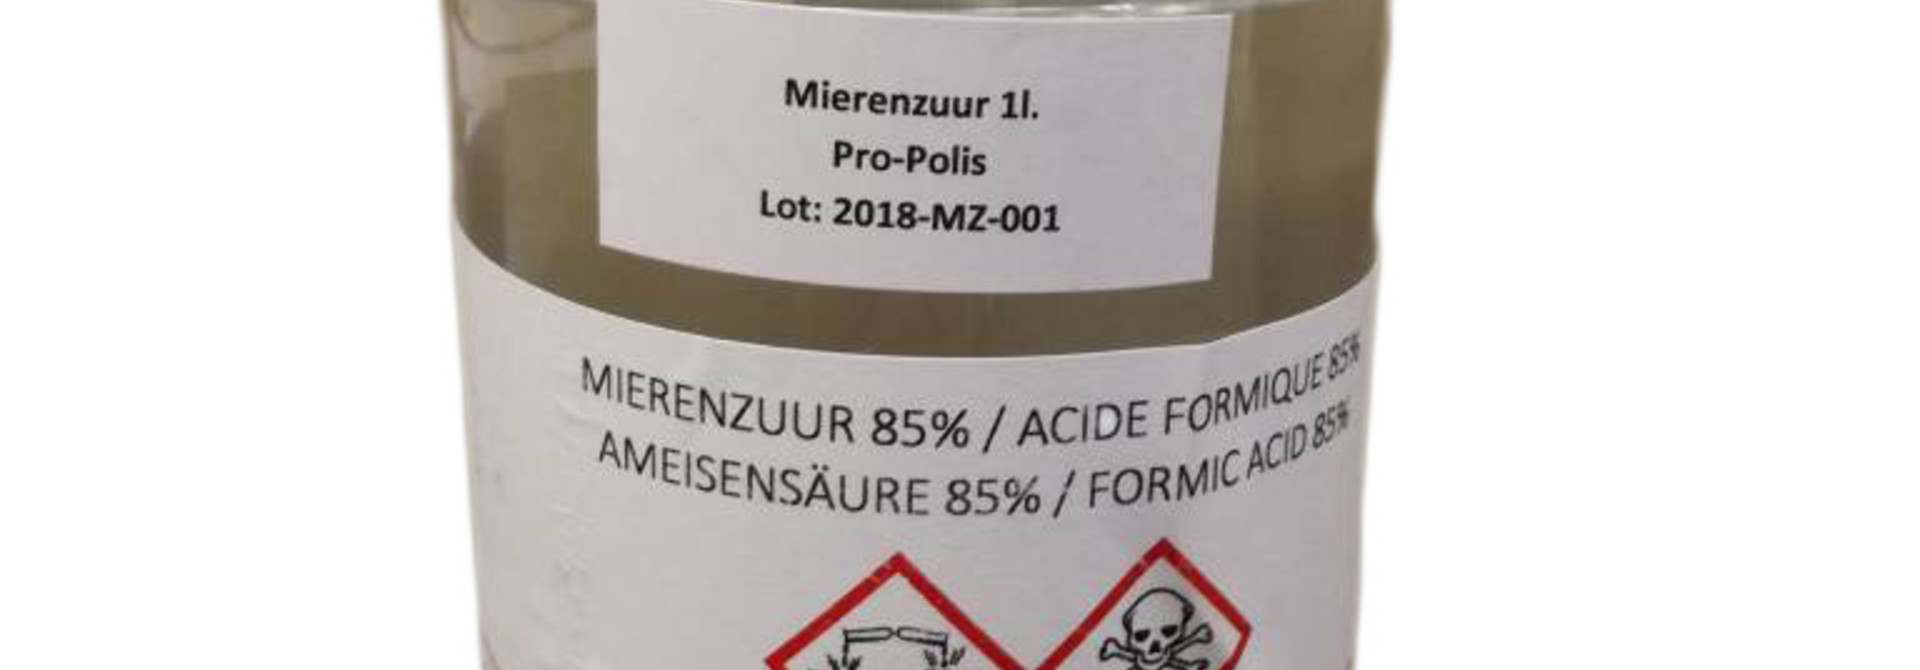 Mierenzuur 1l.
Pro-Polis
Lot: 2018-MZ-001
MIERENZUUR 85% / ACIDE FORMIQUE 85%
AMEISENSÄURE 85% / FORMIC ACID 85%